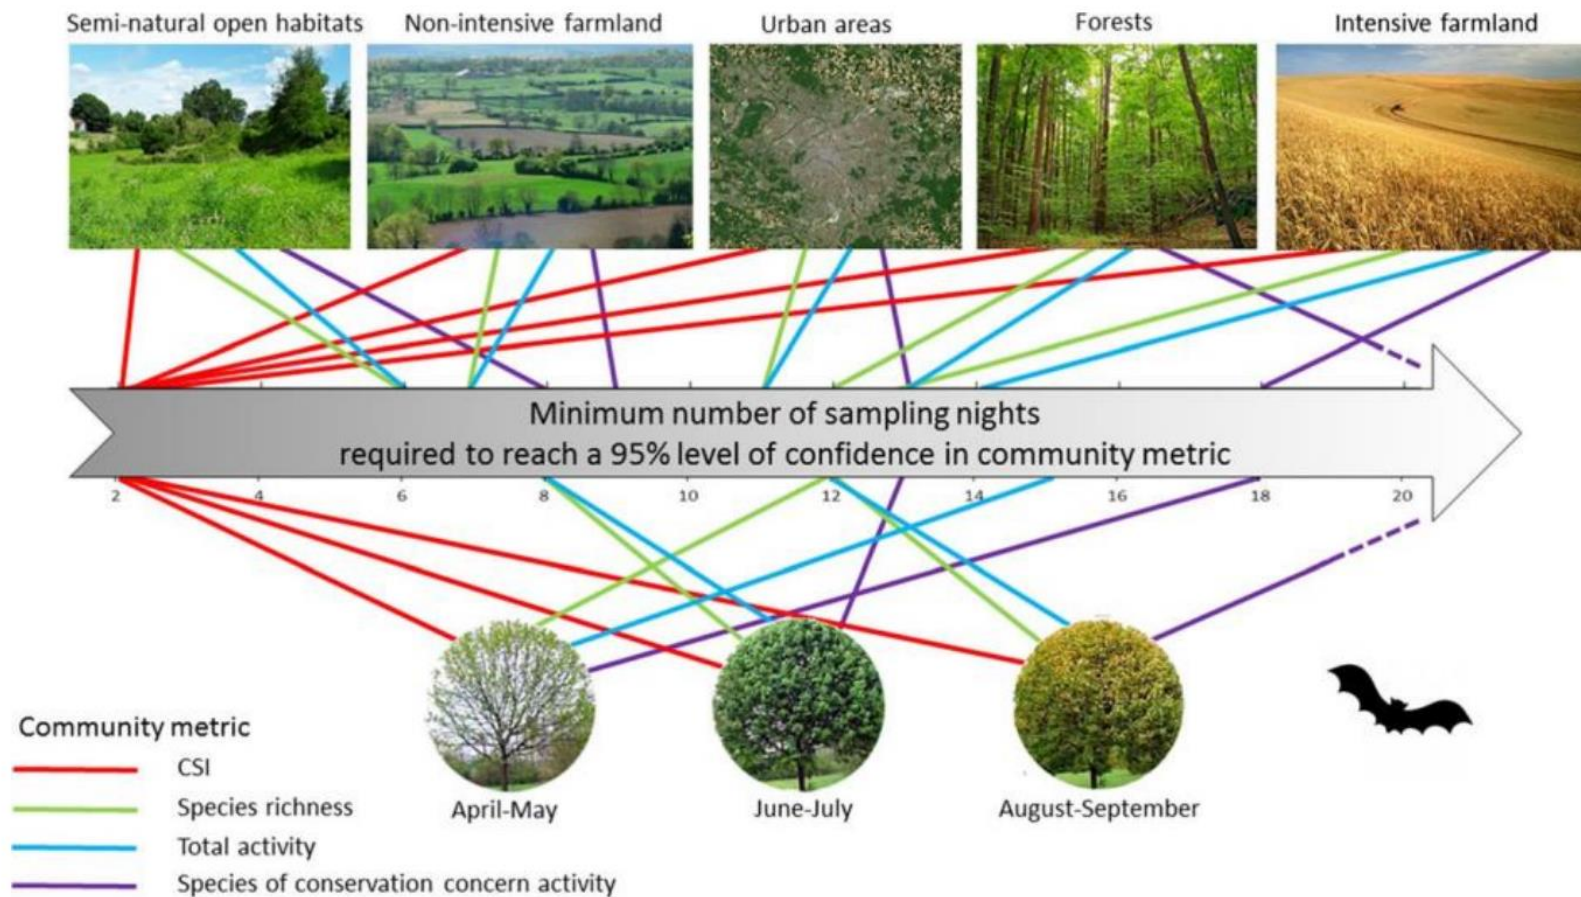 Semi-natural open habitats
Non-intensive farmland
Urban areas
Forests
Intensive farmland
Minimum number of sampling nights
required to reach a 95% level of confidence in community metric
2 4 6 8 10 12 14 16 18 20
Community metric
CSI
Species richness
Total activity
Species of conservation concern activity
April-May
June-July
August-September